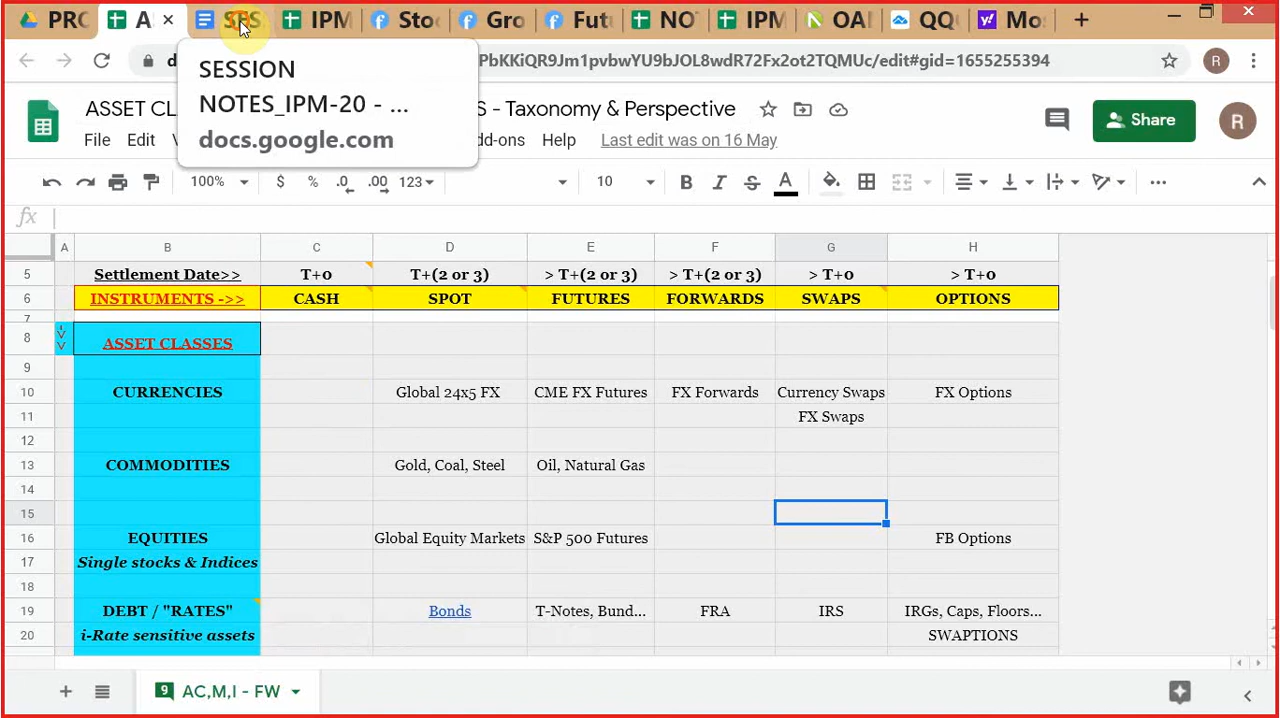 PRO
A
SES
IPM
Sto
Gro
Fut
NO
IPM
OAI
QQ
Mo
SESSION
NOTES_IPM-20 - ...
docs.google.com
PbKKiQR9Jm1pvbwYU9bJOL8wdR72Fx2ot2TQMUc/edit#gid=1655255394
R
ASSET CL
S - Taxonomy & Perspective
Share
R
File Edit
dd-ons Help Last edit was on 16 May
100% $ % .0 .00 123 10 B I S A
fx
A B C D E F G H
5 Settlement Date>> T+0 T+(2 or 3) > T+(2 or 3) > T+(2 or 3) > T+0 > T+0
6 INSTRUMENTS ->> CASH SPOT FUTURES FORWARDS SWAPS OPTIONS
7
8 ASSET CLASSES
9
10 CURRENCIES Global 24x5 FX CME FX Futures FX Forwards Currency Swaps FX Options
11 FX Swaps
12
13 COMMODITIES Gold, Coal, Steel Oil, Natural Gas
14
15
16 EQUITIES Global Equity Markets S&P 500 Futures FB Options
17 Single stocks & Indices
18
19 DEBT / "RATES" Bonds T-Notes, Bund... FRA IRS IRGs, Caps, Floors...
20 i-Rate sensitive assets SWAPTIONS
9 AC,M,I - FW